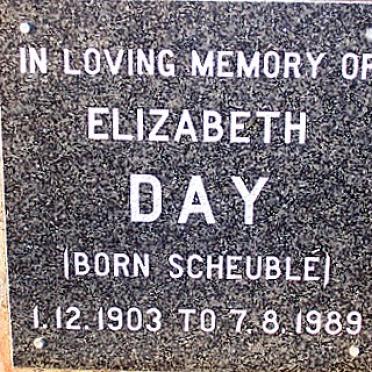 IN LOVING MEMORY OF
ELIZABETH
DAY
(BORN SCHEUBLE)
1.12.1903 TO 7.8.1989